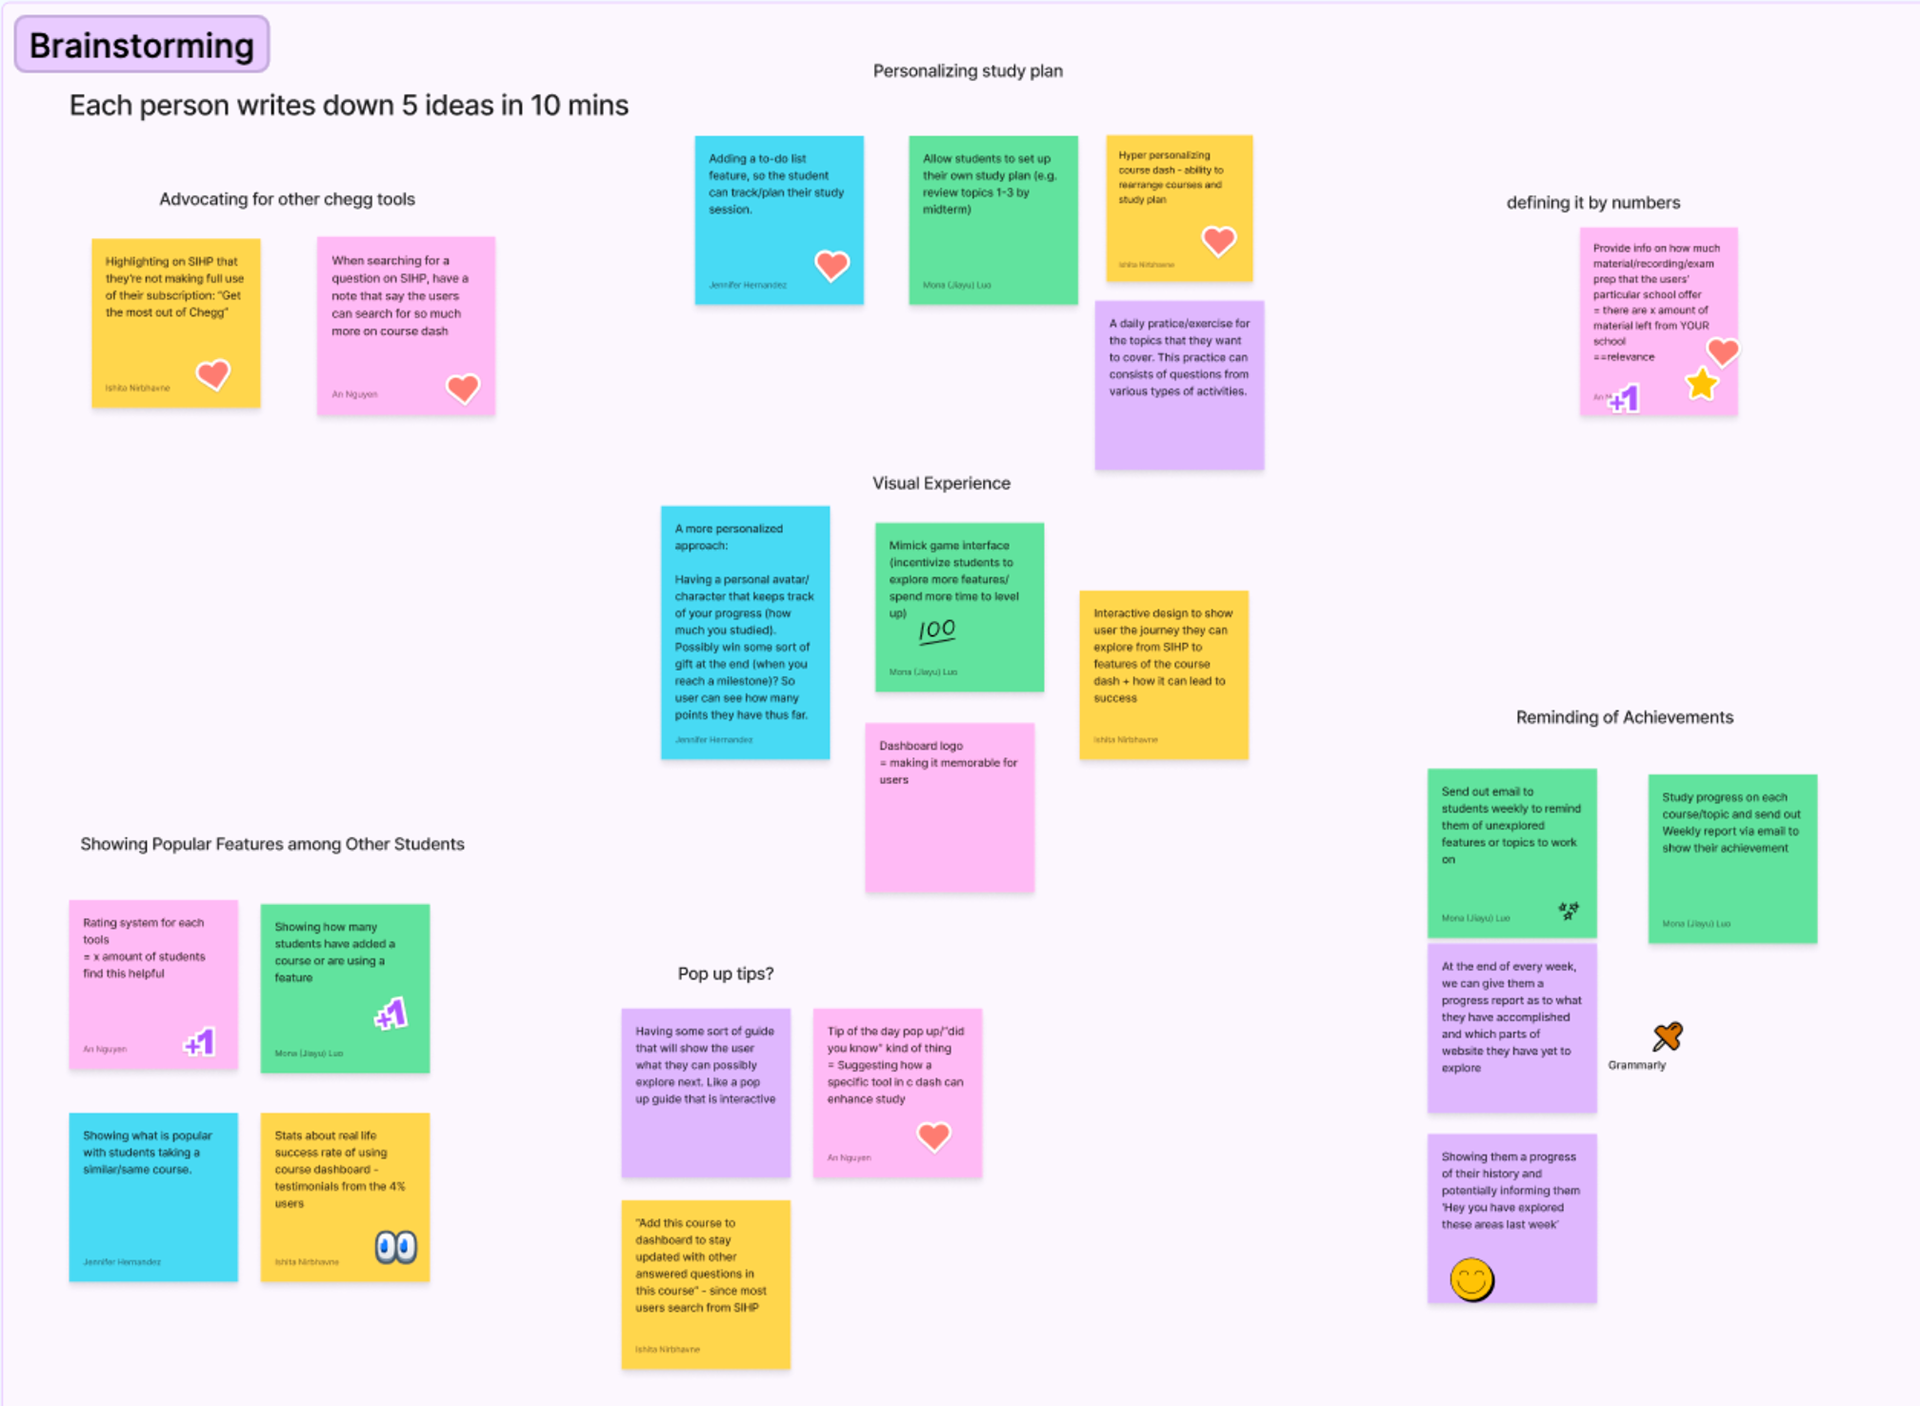 Brainstorming
Each person writes down 5 ideas in 10 mins
Advocating for other chegg tools
Highlighting on SIHP that
they're not making full use
of their subscription: "Get
the most out of Chegg"
Ishita Nirbhavne
When searching for a
question on SIHP, have a
note that say the users
can search for so much
more on course dash
An Nguyen
Personalizing study plan
Adding a to-do list
feature, so the student
can track/plan their study
session.
Jennifer Hernandez
Allow students to set up
their own study plan (e.g.
review topics 1-3 by
midterm)
Mona (Jiayu) Luo
Hyper personalizing
course dash - ability to
rearrange courses and
study plan
Ishita Nirbhavne
A daily pratice/exercise for
the topics that they want
to cover. This practice can
consists of questions from
various types of activities.
defining it by numbers
Provide info on how much
material/recording/exam
prep that the users'
particular school offer
= there are x amount of
material left from YOUR
school
==relevance
An
+1
Visual Experience
A more personalized
approach:
Having a personal avatar/
character that keeps track
of your progress (how
much you studied).
Possibly win some sort of
gift at the end (when you
reach a milestone)? So
user can see how many
points they have thus far.
Jennifer Hernandez
Mimick game interface
(incentivize students to
explore more features/
spend more time to level
up)
100
Mona (Jiayu) Luo
Interactive design to show
user the journey they can
explore from SIHP to
features of the course
dash + how it can lead to
success
Ishita Nirbhavne
Dashboard logo
= making it memorable for
users
Reminding of Achievements
Send out email to
students weekly to remind
them of unexplored
features or topics to work
on
Mona (Jiayu) Luo
Study progress on each
course/topic and send out
Weekly report via email to
show their achievement
Mona (Jiayu) Luo
At the end of every week,
we can give them a
progress report as to what
they have accomplished
and which parts of
website they have yet to
explore
Grammarly
Showing them a progress
of their history and
potentially informing them
'Hey you have explored
these areas last week'
Showing Popular Features among Other Students
Rating system for each
tools
= x amount of students
find this helpful
An Nguyen
+1
Showing how many
students have added a
course or are using a
feature
+1
Mona (Jiayu) Luo
Showing what is popular
with students taking a
similar/same course.
Jennifer Hernandez
Stats about real life
success rate of using
course dashboard -
testimonials from the 4%
users
Ishita Nirbhavne
Pop up tips?
Having some sort of guide
that will show the user
what they can possibly
explore next. Like a pop
up guide that is interactive
Tip of the day pop up/"did
you know" kind of thing
= Suggesting how a
specific tool in c dash can
enhance study
An Nguyen
"Add this course to
dashboard to stay
updated with other
answered questions in
this course" - since most
users search from SIHP
Ishita Nirbhavne